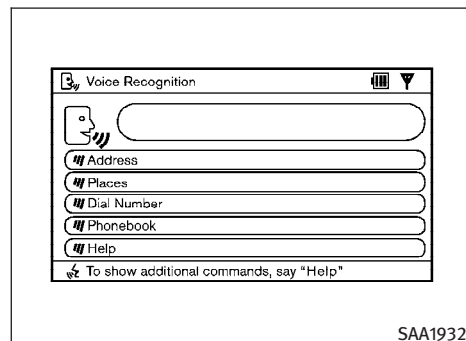 Voice Recognition
Address
Places
Dial Number
Phonebook
Help
To show additional commands, say "Help"
SAA1932